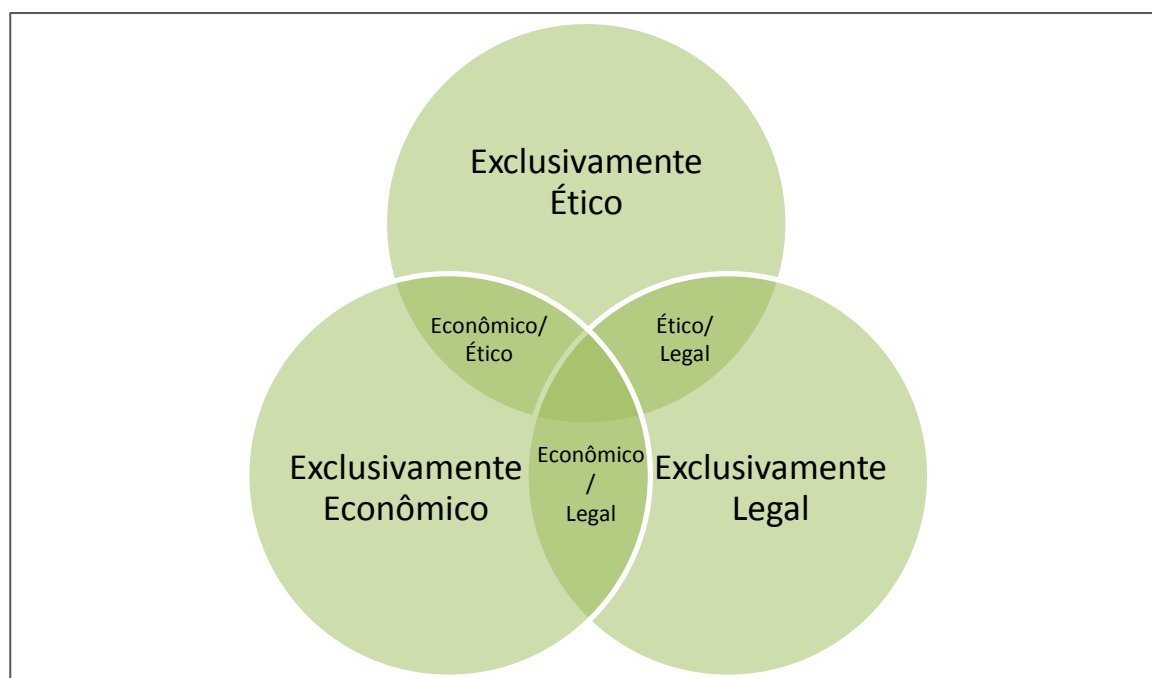 Exclusivamente
Ético
Econômico/
Ético
Ético/
Legal
Exclusivamente
Econômico
Econômico
/
Legal
Exclusivamente
Legal